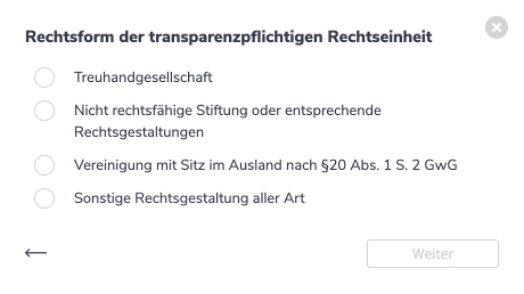 Rechtsform der transparenzpflichtigen Rechtseinheit
Treuhandgesellschaft
Nicht rechtsfähige Stiftung oder entsprechende
Rechtsgestaltungen
Vereinigung mit Sitz im Ausland nach §20 Abs. 1 S. 2 GwG
Sonstige Rechtsgestaltung aller Art
Weiter